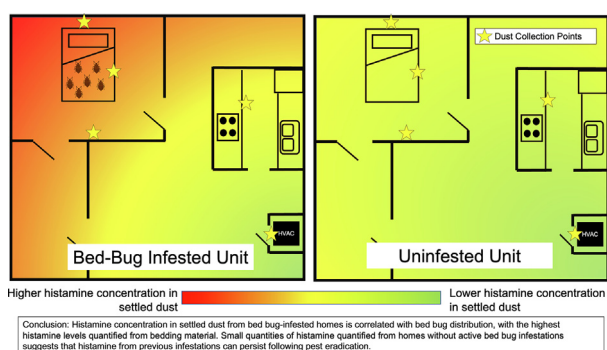 Dust Collection Points
HVAC
HVAC
Bed-Bug Infested Unit
Uninfested Unit
Higher histamine concentration in
settled dust
Lower histamine concentration
in settled dust
Conclusion: Histamine concentration in settled dust from bed bug-infested homes is correlated with bed bug distribution, with the highest
histamine levels quantified from bedding material. Small quantities of histamine quantified from homes without active bed bug infestations
suggests that histamine from previous infestations can persist following pest eradication.